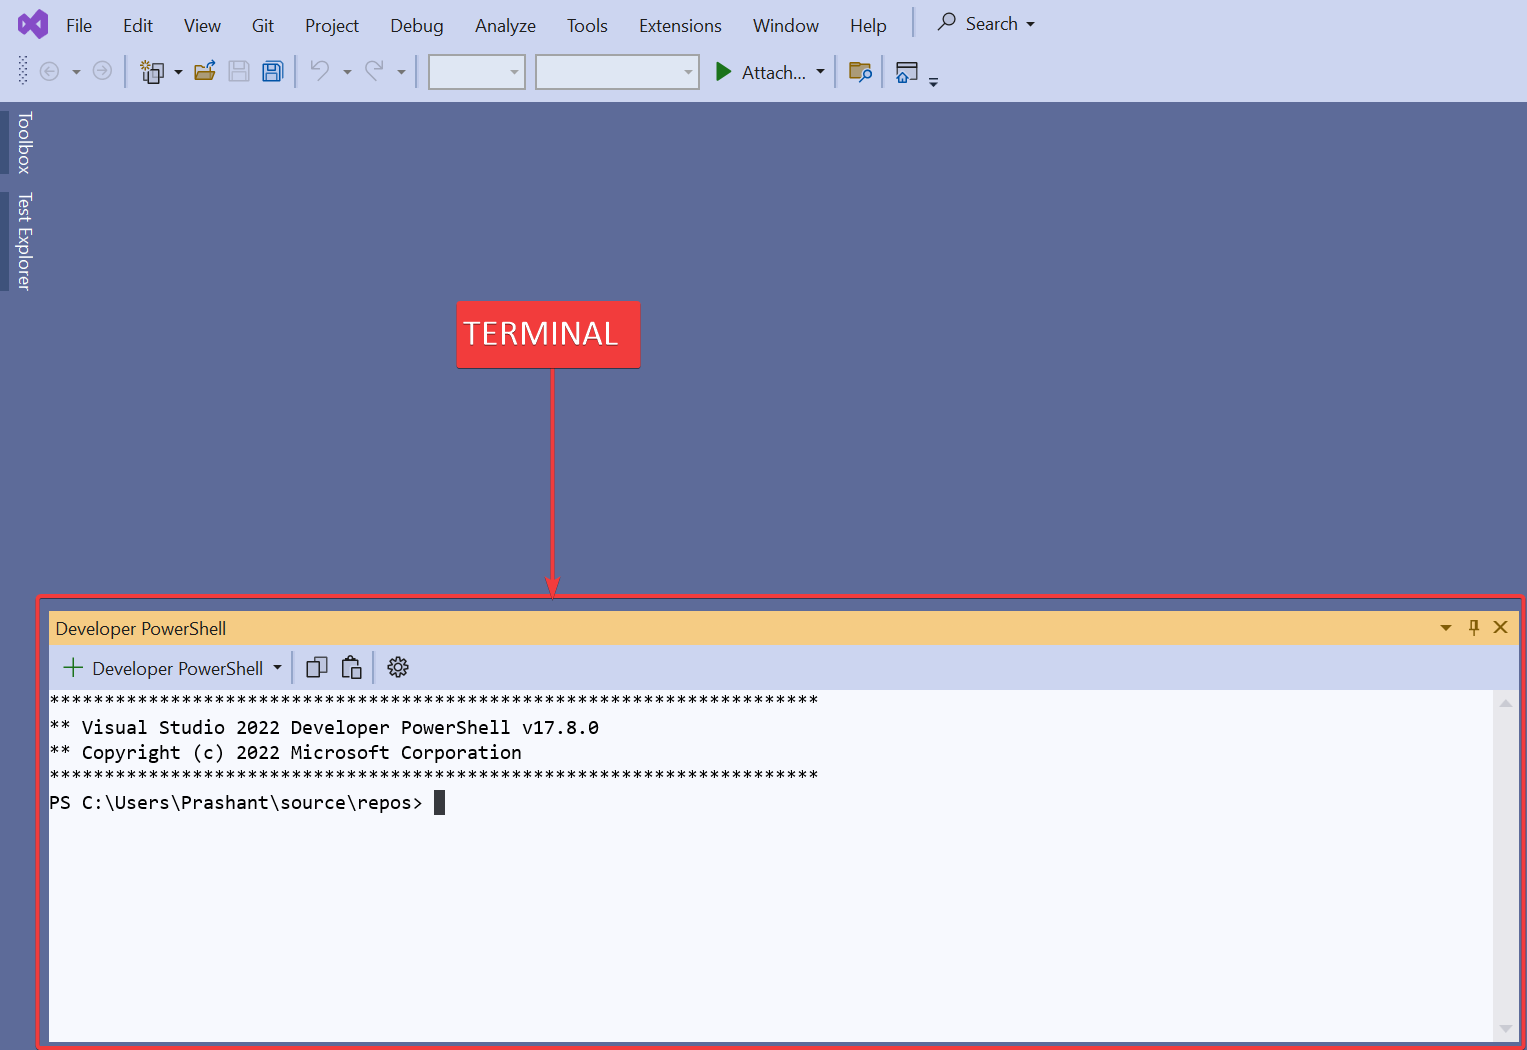 File Edit View Git Project Debug Analyze Tools Extensions Window Help Search
Attach...
Toolbox
Test Explorer
TERMINAL
Developer PowerShell
Developer PowerShell
**********************************************************************
** Visual Studio 2022 Developer PowerShell v17.8.0
** Copyright (c) 2022 Microsoft Corporation
**********************************************************************
PS C:\Users\Prashant\source\repos>